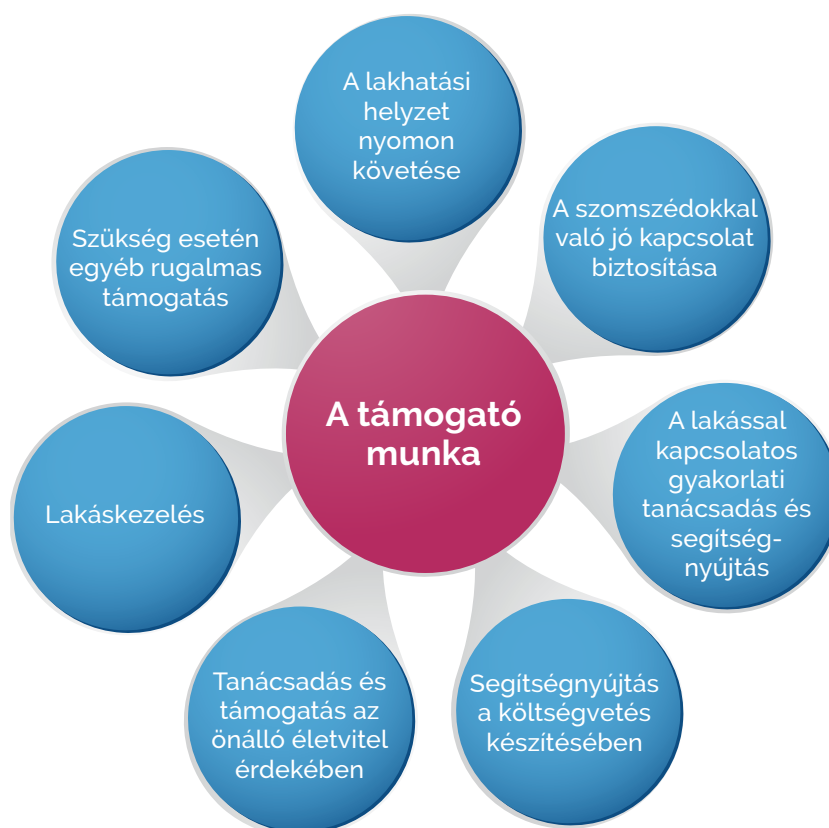 A lakhatási
helyzet
nyomon
követése
A szomszédokkal
való jó kapcsolat
biztosítása
A lakással
kapcsolatos
gyakorlati
tanácsadás és
segítség-
nyújtás
Segítségnyújtás
a költségvetés
készítésében
Tanácsadás és
támogatás az
önálló életvitel
érdekében
Lakáskezelés
Szükség esetén
egyéb rugalmas
támogatás
A támogató
munka